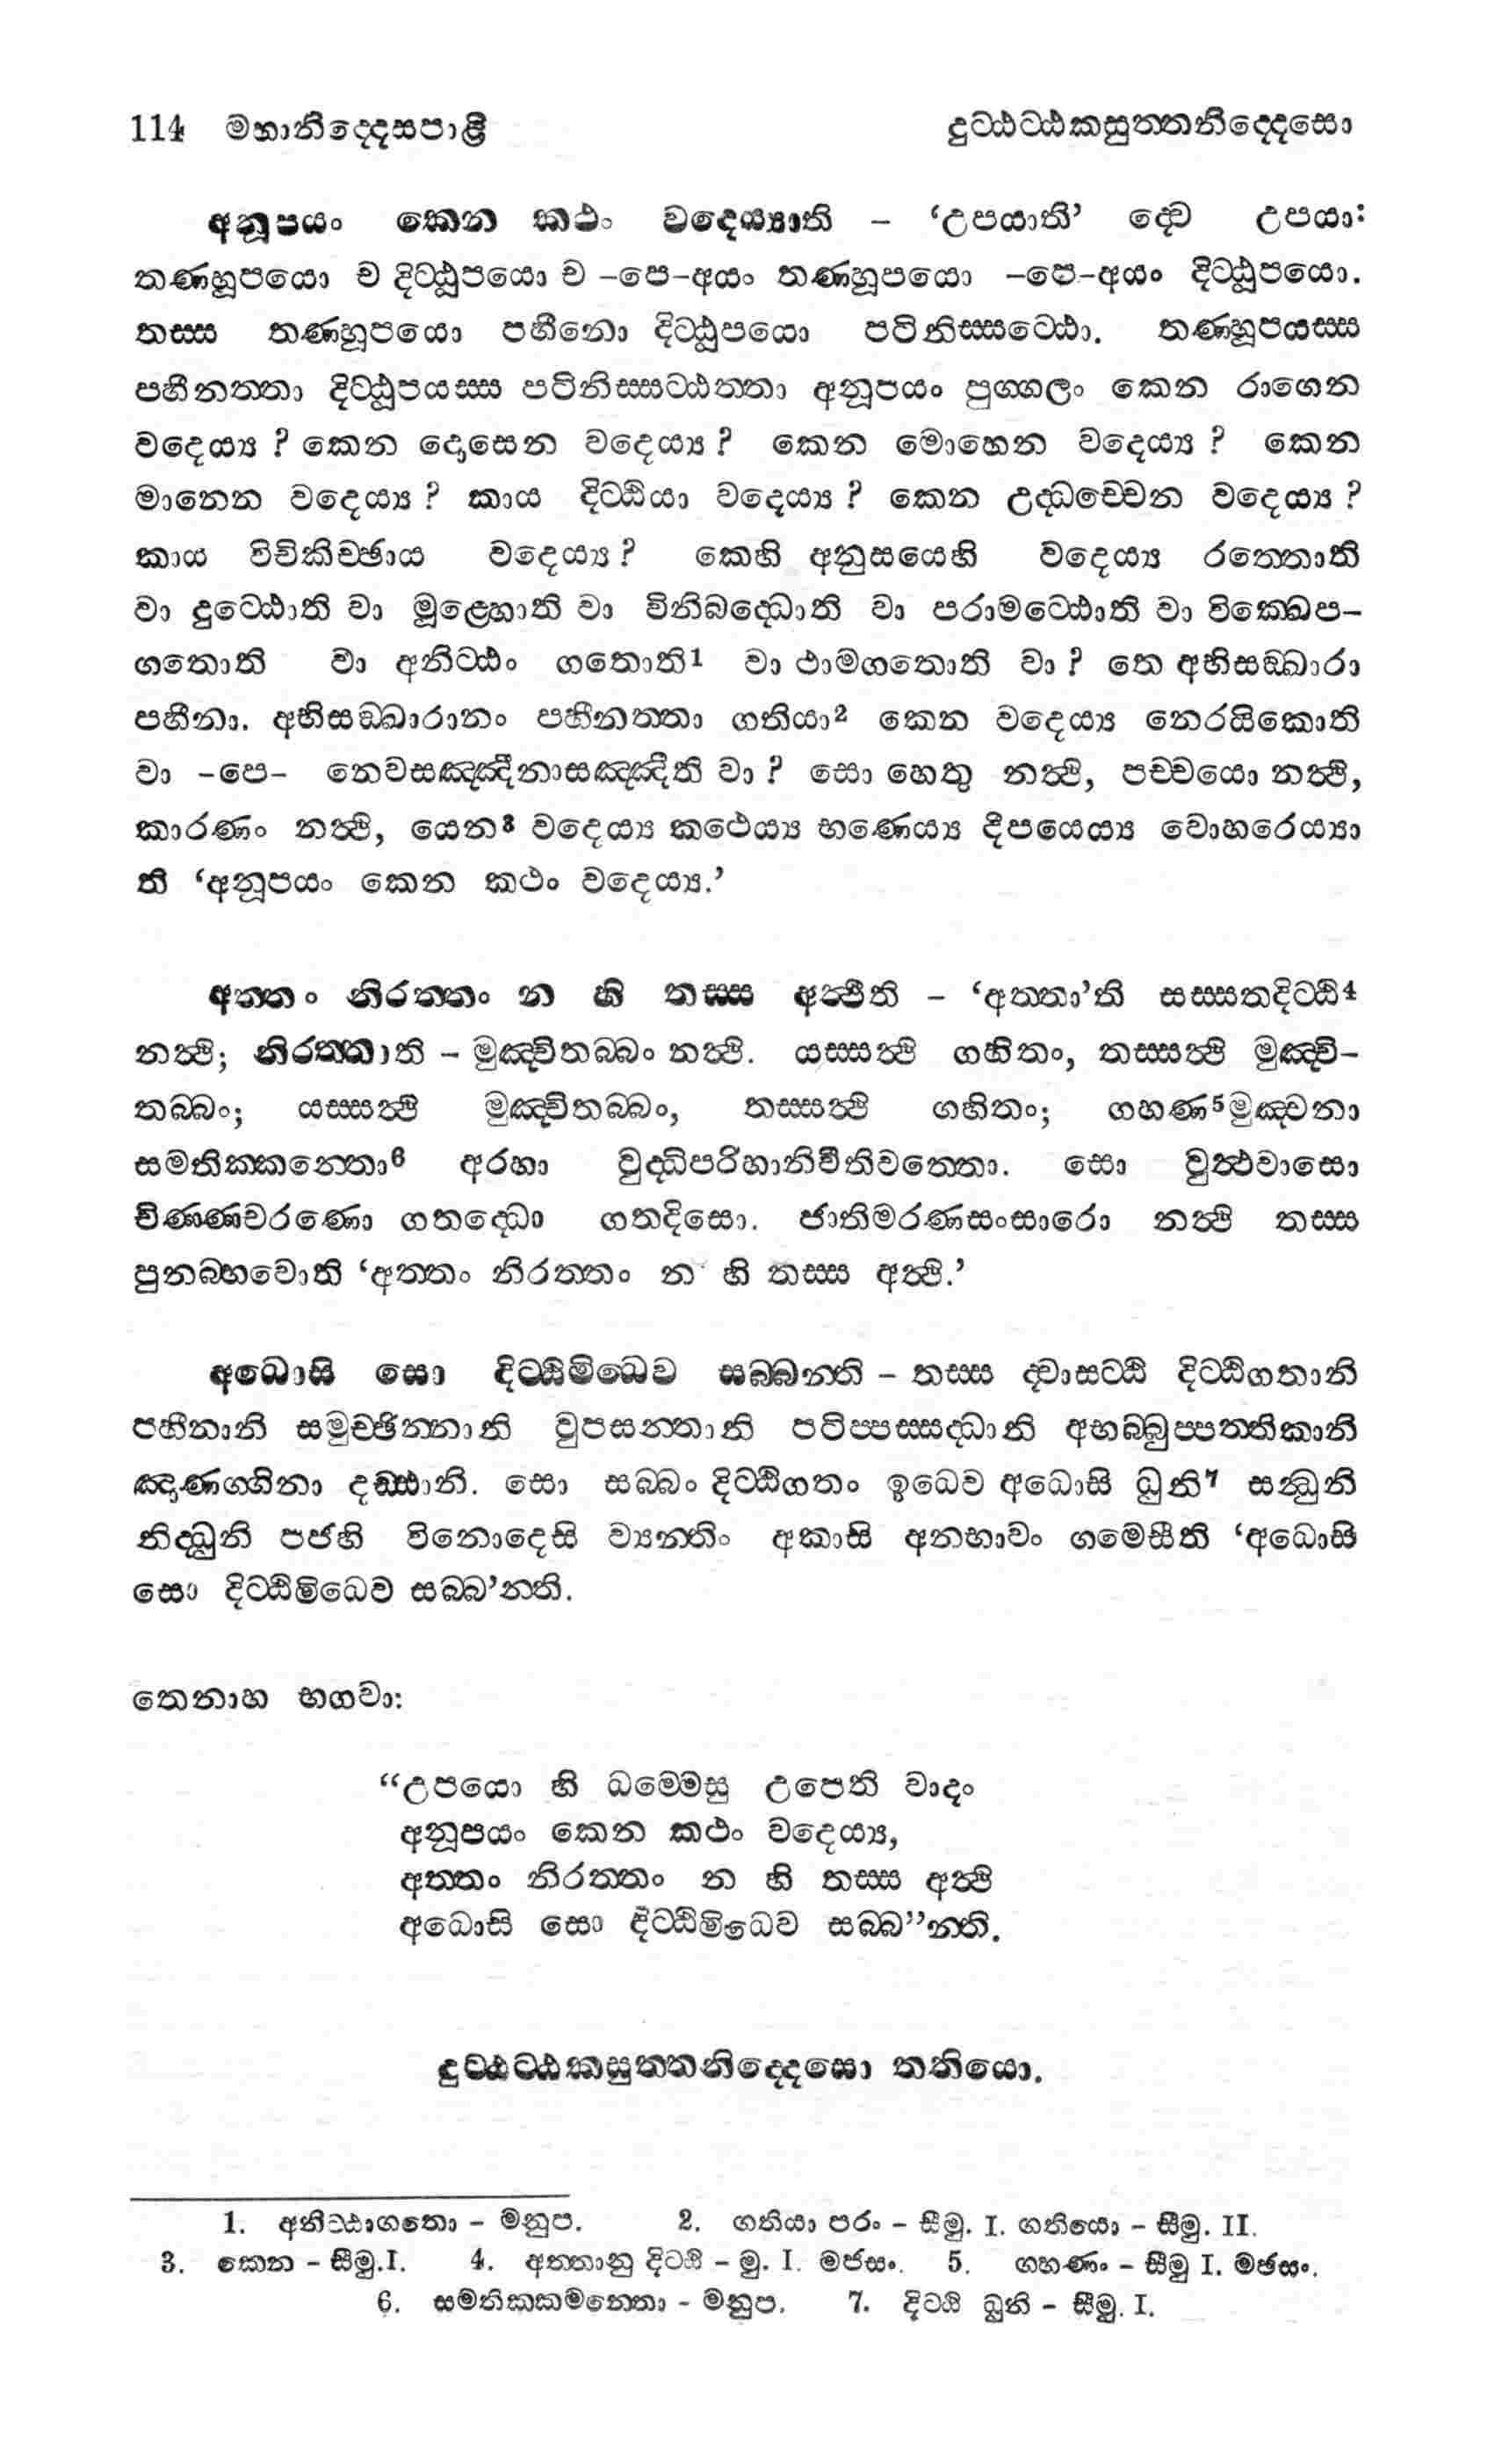 114 මහානිද්දෙසපාළි දුට්ඨට්ඨකසුත්තනිද්දෙසො
අනූපයං කෙන කථං වදෙය්‍යාති – ‘උපයාති’ ද්වෙ උපයා:
තණ්හූපයො ච දිට්ඨූපයො ච –පෙ–අයං තණ්හූපයො –පෙ–අයං දිට්ඨූපයො.
තස්ස තණ්හූපයො පහීනො දිට්ඨූපයො පටිනිස්සට්ඨො. තණ්හූපයස්ස
පහීනත්තා දිට්ඨූපයස්ස පටිනිස්සට්ඨත්තා අනූපයං පුග්ගලං කෙන රාගෙන
වදෙය්‍ය ? කෙන දොසෙන වදෙය්‍ය ? කෙන මොහෙන වදෙය්‍ය ? කෙන
මානෙන වදෙය්‍ය ? කාය දිට්ඨියා වදෙය්‍ය ? කෙන උද්ධච්චෙන වදෙය්‍ය ?
කාය විචිකිච්ඡාය වදෙය්‍ය ? කෙහි අනුසයෙහි වදෙය්‍ය රත්තොති
වා දුට්ඨොති වා මූළ්හොති වා විනිබද්ධොති වා පරාමට්ඨොති වා වික්ඛෙප–
ගතොති වා අනිට්ඨං ගතොති1 වා ථාමගතොති වා ? තෙ අභිසඞ්ඛාරා
පහීනා. අභිසඞ්ඛාරානං පහීනත්තා ගතියා2 කෙන වදෙය්‍ය නෙරයිකොති
වා –පෙ– නෙවසඤ්ඤීනාසඤ්ඤීති වා ? සො හෙතු නත්ථි, පච්චයො නත්ථි,
කාරණං නත්ථි, යෙන3 වදෙය්‍ය කථෙය්‍ය භණෙය්‍ය දීපයෙය්‍ය වොහරෙය්‍යා
ති ‘අනූපයං කෙන කථං වදෙය්‍ය.’
අත්තං නිරත්තං න හි තස්ස අත්ථීති – ‘අත්තා’ති සස්සතදිට්ඨි4
නත්ථි; නිරත්තාති – මුඤ්චිතබ්බං නත්ථි. යස්සත්ථි ගහිතං, තස්සත්ථි මුඤ්චි–
තබ්බං; යස්සත්ථි මුඤ්චිතබ්බං, තස්සත්ථි ගහිතං; ගහණ5මුඤ්චනා
සමතික්කන්තො6 අරහා වුද්ධිපරිහානිවීතිවත්තො. සො වුත්ථවාසො
චිණ්ණචරණො ගතද්ධො ගතදිසො. ජාතිමරණසංසාරො නත්ථි තස්ස
පුනබ්භවොති ‘අත්තං නිරත්තං න හි තස්ස අත්ථි.’
අධොසි සො දිට්ඨිමිධෙව සබ්බන්ති – තස්ස ද්වාසට්ඨි දිට්ඨිගතානි
පහීනානි සමුච්ඡින්නානි වුපසන්තානි පටිප්පස්සද්ධානි අභබ්බුප්පත්තිකානි
ඤාණග්ගිනා දඩ්ඪානි. සො සබ්බං දිට්ඨිගතං ඉධෙව අධොසි ධුනි7 සන්ධුනි
නිද්ධුනි පජහි විනොදෙසි ව්‍යන්තිං අකාසි අනභාවං ගමෙසීති ‘අධොසි
සො දිට්ඨිමිධෙව සබ්බ’න්ති.
තෙනාහ භගවා:
“උපයො හි ධම්මෙසු උපෙති වාදං
අනූපයං කෙන කථං වදෙය්‍ය,
අත්තං නිරත්තං න හි තස්ස අත්ථි
අධොසි සො දිට්ඨිමිධෙව සබ්බ”න්ති.
දුට්ඨට්ඨකසුත්තනිද්දෙසො තතියො.
1. අනිට්ඨාගතො – මනුප. 2. ගතියා පරං – සීමු. I. ගතියො – සීමු. II.
3. කෙන – සීමු.I. 4. අත්තානු දිට්ඨි – මු. I. මජසං. 5. ගහණං – සීමු I. මජසං.
6. සමතික්කමන්තො – මනුප. 7. දිට්ඨි ධුනි – සීමු. I.